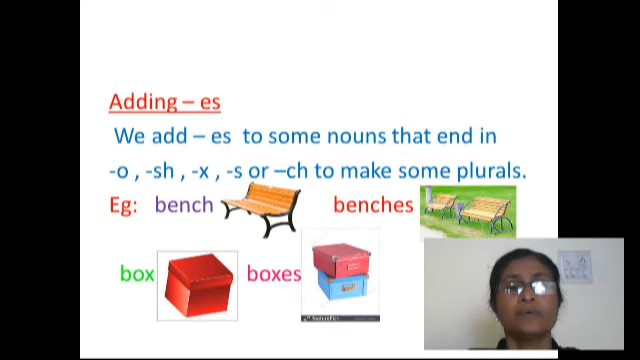 Adding – es
We add – es to some nouns that end in
-o , -sh , -x , -s or –ch to make some plurals.
Eg: bench benches
box boxes